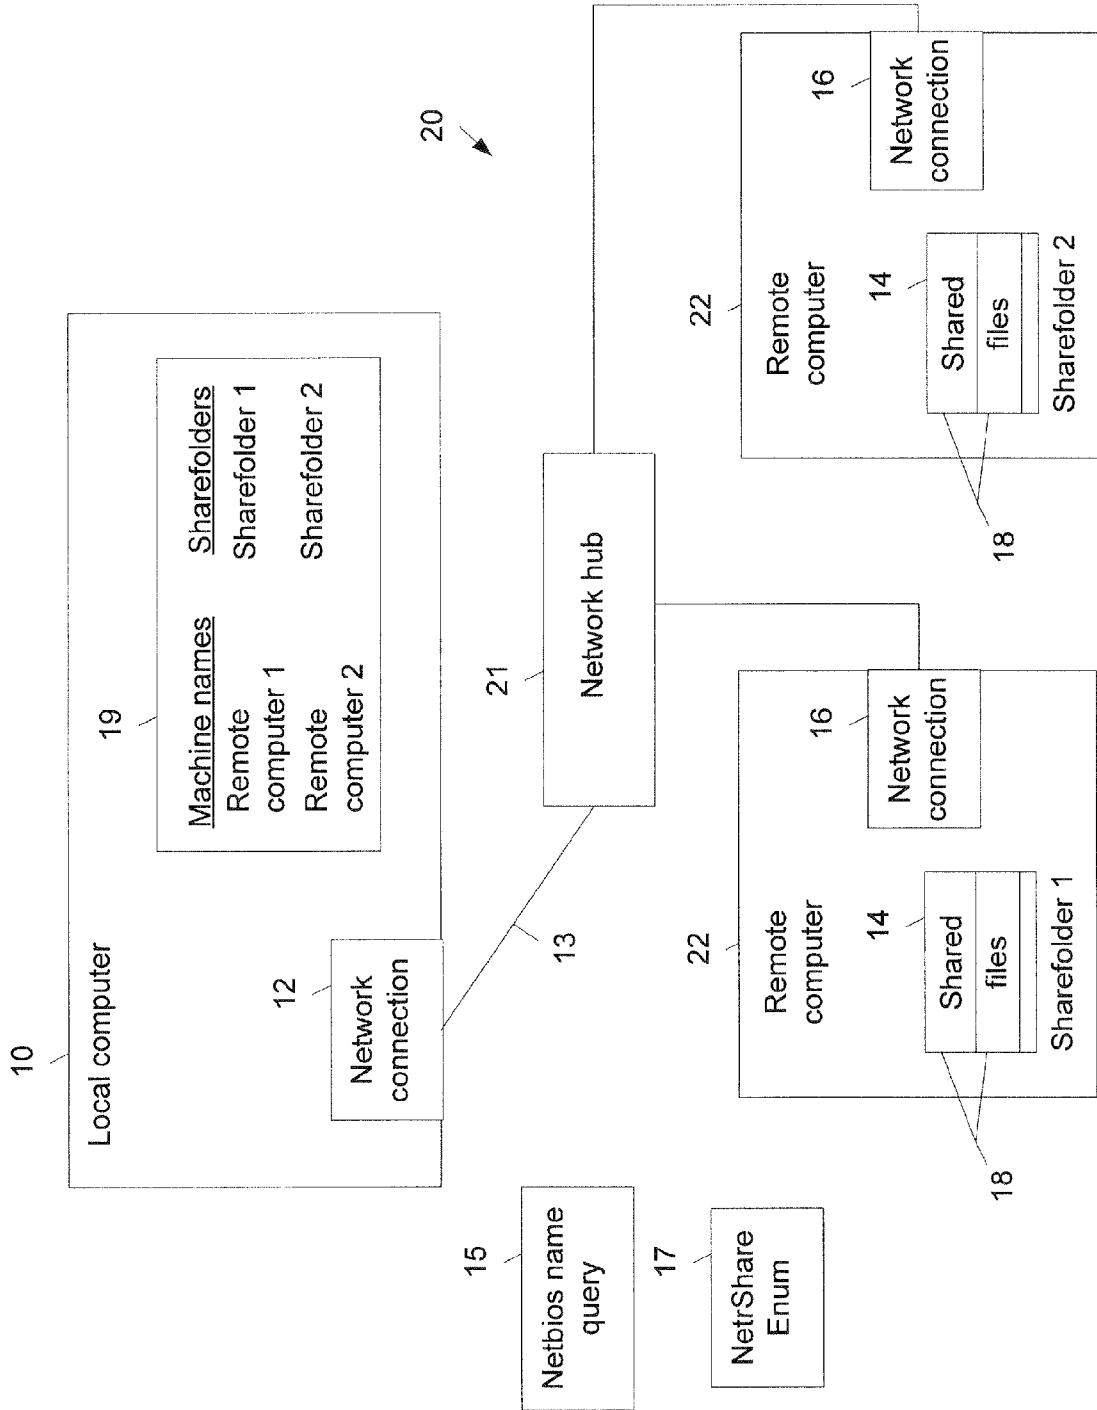 10
Local computer
12
Network
connection
19
Machine names
Sharefolders
Remote
computer 1
Sharefolder 1
Remote
computer 2
Sharefolder 2
13
20
15
Netbios name
query
17
NetrShare
Enum
21
Network hub
22
Remote
computer
14
Shared
files
Sharefolder 1
18
16
Network
connection
22
Remote
computer
14
Shared
files
Sharefolder 2
18
16
Network
connection